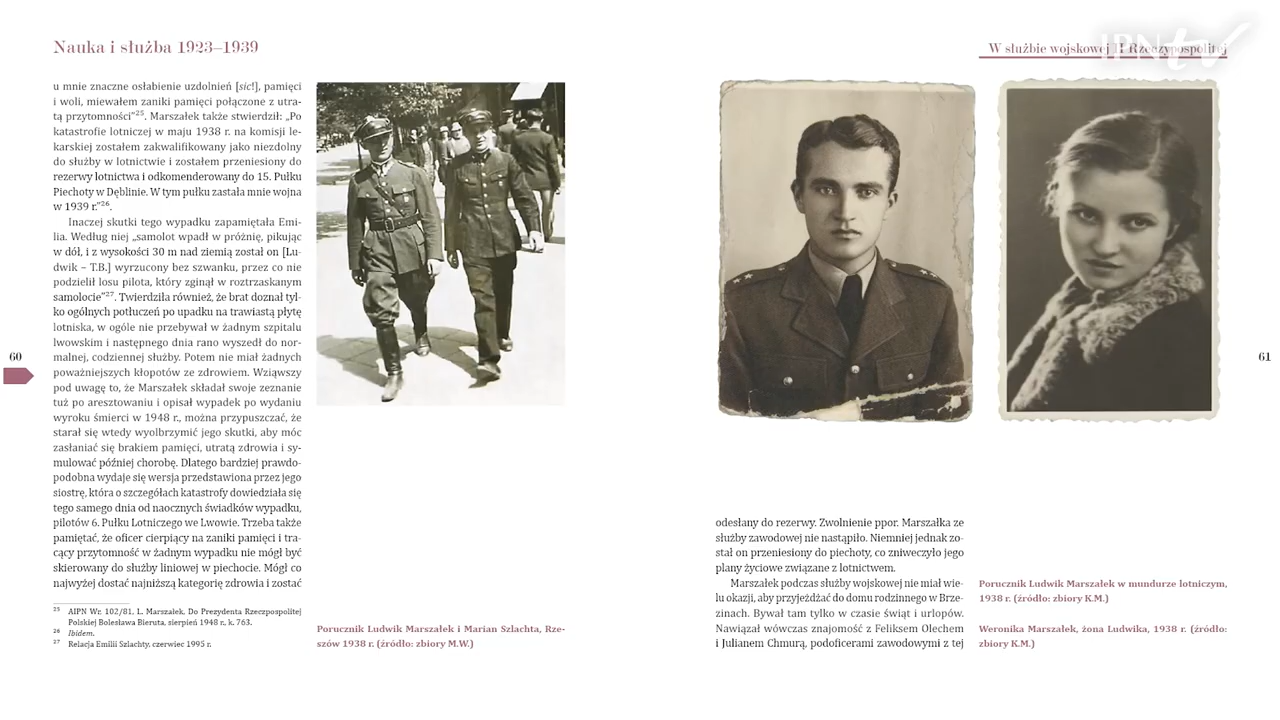 Nauka i służba 1923–1939
u mnie znaczne osłabienie uzdolnień [sic!], pamięci
i woli, miewałem zaniki pamięci połączone z utra-
tą przytomności”25. Marszałek także stwierdził: „Po
katastrofie lotniczej w maju 1938 r. na komisji le-
karskiej zostałem zakwalifikowany jako niezdolny
do służby w lotnictwie i zostałem przeniesiony do
rezerwy lotnictwa i odkomenderowany do 15. Pułku
Piechoty w Dęblinie. W tym pułku zastała mnie wojna
w 1939 r.”26.
Inaczej skutki tego wypadku zapamiętała Emi-
lia. Według niej „samolot wpadł w próżnię, pikując
w dół, i z wysokości 30 m nad ziemią został on [Lu-
dwik – T.B.] wyrzucony bez szwanku, przez co nie
podzielił losu pilota, który zginął w roztrzaskanym
samolocie”27. Twierdziła również, że brat doznał tyl-
ko ogólnych potłuczeń po upadku na trawiastą płytę
lotniska, w ogóle nie przebywał w żadnym szpitalu
lwowskim i następnego dnia rano wyszedł do nor-
malnej, codziennej służby. Potem nie miał żadnych
poważniejszych kłopotów ze zdrowiem. Wziąwszy
pod uwagę to, że Marszałek składał swoje zeznanie
tuż po aresztowaniu i opisał wypadek po wydaniu
wyroku śmierci w 1948 r., można przypuszczać, że
starał się wtedy wyolbrzymić jego skutki, aby móc
zasłaniać się brakiem pamięci, utratą zdrowia i sy-
mulować później chorobę. Dlatego bardziej prawdo-
podobna wydaje się wersja przedstawiona przez jego
siostrę, która o szczegółach katastrofy dowiedziała się
tego samego dnia od naocznych świadków wypadku,
pilotów 6. Pułku Lotniczego we Lwowie. Trzeba także
pamiętać, że oficer cierpiący na zaniki pamięci i tra-
cący przytomność w żadnym wypadku nie mógł być
skierowany do służby liniowej w piechocie. Mógł co
najwyżej dostać najniższą kategorię zdrowia i zostać
60
25 AIPN Wr, 102/81, L. Marszałek, Do Prezydenta Rzeczpospolitej
Polskiej Bolesława Bieruta, sierpień 1948 r., k. 763.
26 Ibidem.
27 Relacja Emilii Szlachty, czerwiec 1995 r.
Porucznik Ludwik Marszałek i Marian Szlachta, Rze-
szów 1938 r. (źródło: zbiory M.W.)
W służbie wojskowej II Rzeczypospolitej
IPNtv
61
odesłany do rezerwy. Zwolnienie ppor. Marszałka ze
służby zawodowej nie nastąpiło. Niemniej jednak zo-
stał on przeniesiony do piechoty, co zniweczyło jego
plany życiowe związane z lotnictwem.
Marszałek podczas służby wojskowej nie miał wie-
lu okazji, aby przyjeżdżać do domu rodzinnego w Brze-
zinach. Bywał tam tylko w czasie świąt i urlopów.
Nawiązał wówczas znajomość z Feliksem Olechem
i Julianem Chmurą, podoficerami zawodowymi z tej
Porucznik Ludwik Marszałek w mundurze lotniczym,
1938 r. (źródło: zbiory K.M.)
Weronika Marszałek, żona Ludwika, 1938 r. (źródło:
zbiory K.M.)